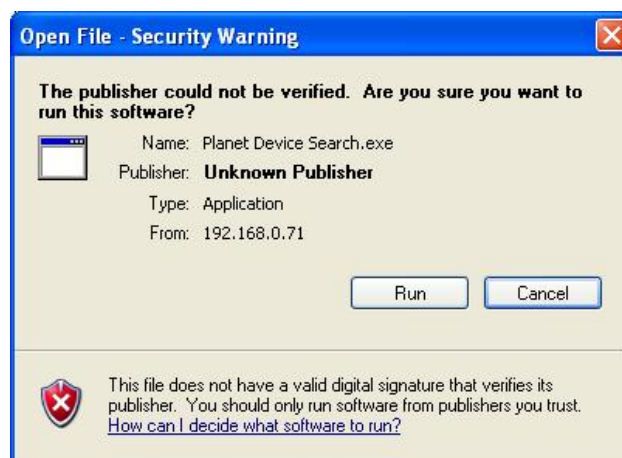 Open File - Security Warning
The publisher could not be verified. Are you sure you want to
run this software?
Name: Planet Device Search.exe
Publisher: Unknown Publisher
Type: Application
From: 192.168.0.71
Run Cancel
This file does not have a valid digital signature that verifies its
publisher. You should only run software from publishers you trust.
How can I decide what software to run?